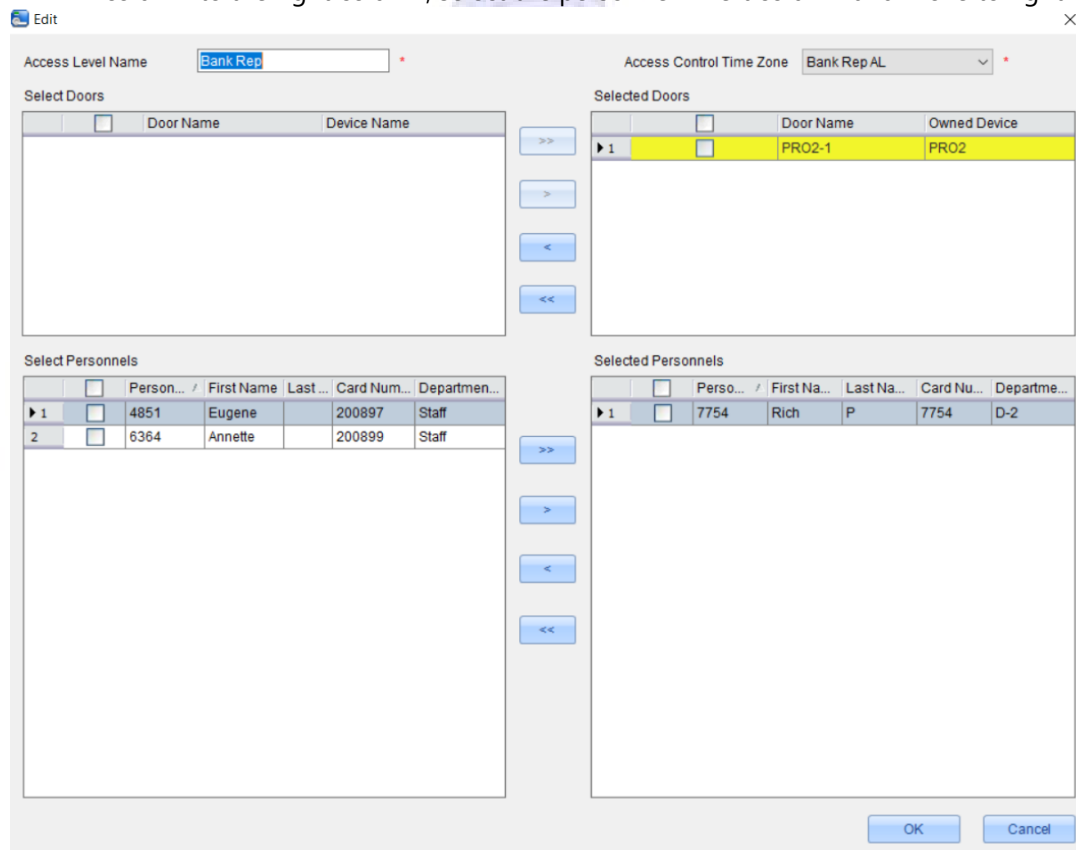 Edit
Access Level Name Bank Rep * Access Control Time Zone Bank Rep AL *
Select Doors Selected Doors
Door Name Device Name Door Name Owned Device
>> 1 PRO2-1 PRO2
>
<
<<
Select Personnels Selected Personnels
Person... First Name Last ... Card Num... Departmen... Perso... First Na... Last Na... Card Nu... Departme...
1 4851 Eugene 200897 Staff 1 7754 Rich P 7754 D-2
2 6364 Annette 200899 Staff
>>
>
<
<<
OK Cancel